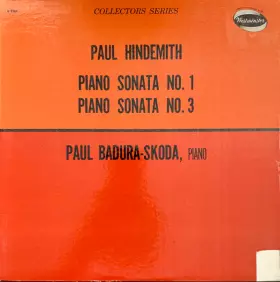 COLLECTORS SERIES
Westminster
PAUL HINDEMITH
PIANO SONATA NO. 1
PIANO SONATA NO. 3
PAUL BADURA-SKODA, PIANO